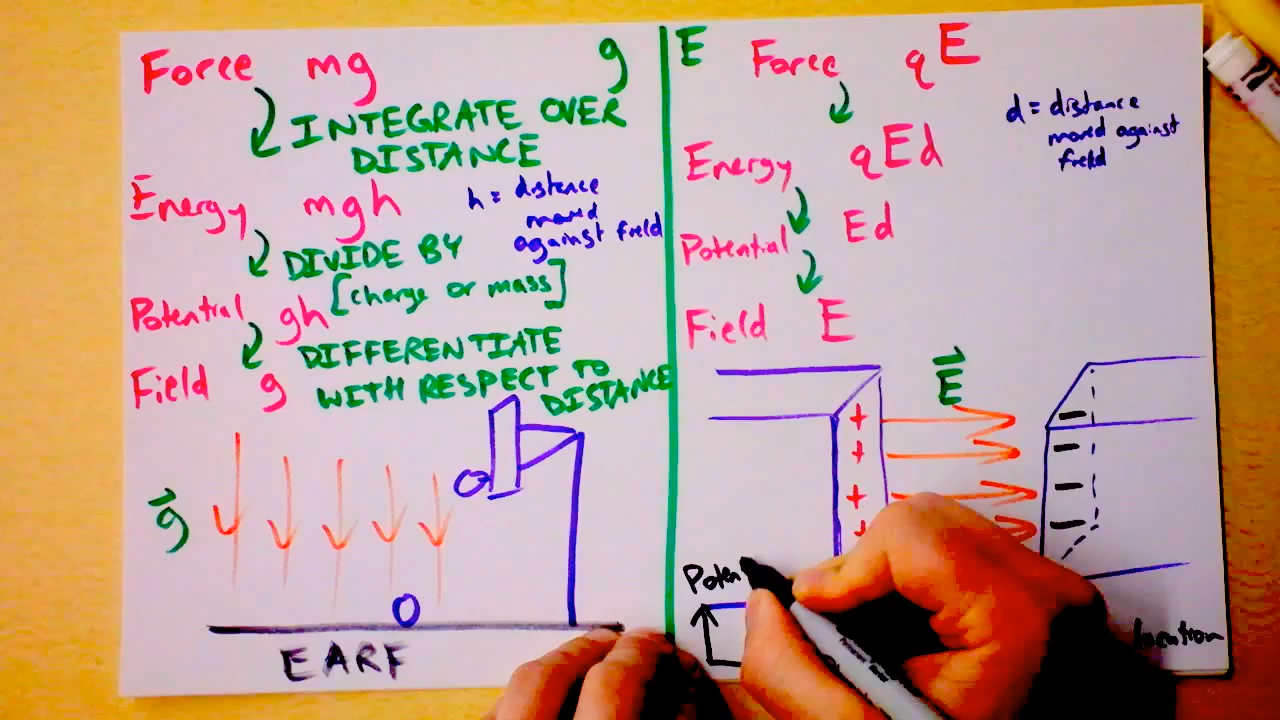 Force mg g
INTEGRATE OVER
DISTANCE
Energy mgh
h = distance
moved
against field
DIVIDE BY
[charge or mass]
Potential gh
DIFFERENTIATE
WITH RESPECT TO
DISTANCE
Field g
g
O
EARF
E Force qE
d = distance
moved against
field
Energy qEd
Potential Ed
Field E
E
+
+
+
+
Poten
location